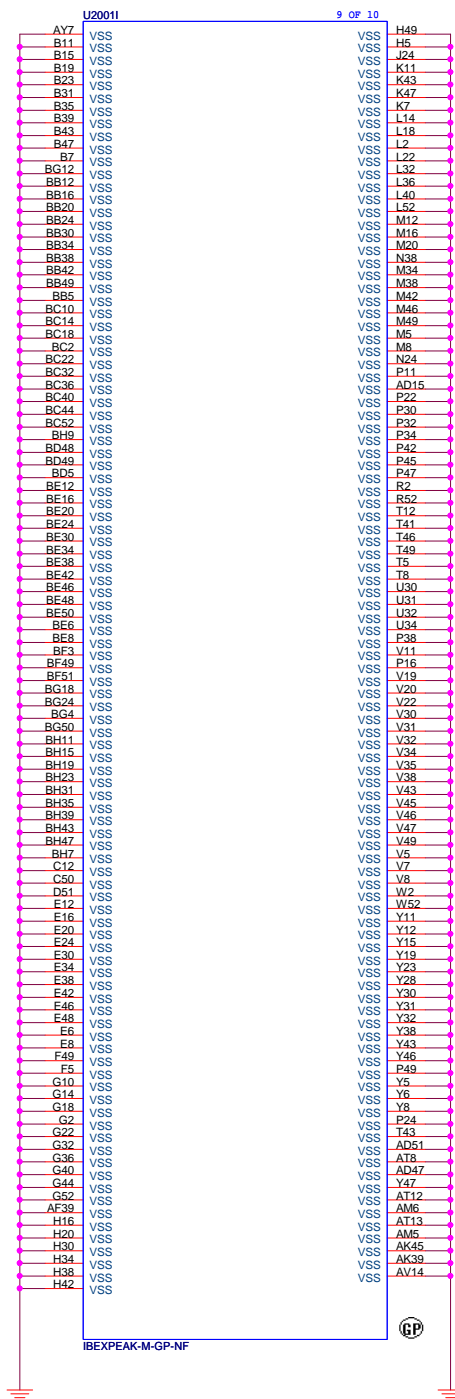 U2001I 9 OF 10
AY7 VSS VSS H49
B11 VSS VSS H5
B15 VSS VSS J24
B19 VSS VSS K11
B23 VSS VSS K43
B31 VSS VSS K47
B35 VSS VSS K7
B39 VSS VSS L14
B43 VSS VSS L18
B47 VSS VSS L2
B7 VSS VSS L22
BG12 VSS VSS L32
BB12 VSS VSS L36
BB16 VSS VSS L40
BB20 VSS VSS L52
BB24 VSS VSS M12
BB30 VSS VSS M16
BB34 VSS VSS M20
BB38 VSS VSS N38
BB42 VSS VSS M34
BB49 VSS VSS M38
BB5 VSS VSS M42
BC10 VSS VSS M46
BC14 VSS VSS M49
BC18 VSS VSS M5
BC2 VSS VSS M8
BC22 VSS VSS N24
BC32 VSS VSS P11
BC36 VSS VSS AD15
BC40 VSS VSS P22
BC44 VSS VSS P30
BC52 VSS VSS P32
BH9 VSS VSS P34
BD48 VSS VSS P42
BD49 VSS VSS P45
BD5 VSS VSS P47
BE12 VSS VSS R2
BE16 VSS VSS R52
BE20 VSS VSS T12
BE24 VSS VSS T41
BE30 VSS VSS T46
BE34 VSS VSS T49
BE38 VSS VSS T5
BE42 VSS VSS T8
BE46 VSS VSS U30
BE48 VSS VSS U31
BE50 VSS VSS U32
BE6 VSS VSS U34
BE8 VSS VSS P38
BF3 VSS VSS V11
BF49 VSS VSS P16
BF51 VSS VSS V19
BG18 VSS VSS V20
BG24 VSS VSS V22
BG4 VSS VSS V30
BG50 VSS VSS V31
BH11 VSS VSS V32
BH15 VSS VSS V34
BH19 VSS VSS V35
BH23 VSS VSS V38
BH31 VSS VSS V43
BH35 VSS VSS V45
BH39 VSS VSS V46
BH43 VSS VSS V47
BH47 VSS VSS V49
BH7 VSS VSS V5
C12 VSS VSS V7
C50 VSS VSS V8
D51 VSS VSS W2
E12 VSS VSS W52
E16 VSS VSS Y11
E20 VSS VSS Y12
E24 VSS VSS Y15
E30 VSS VSS Y19
E34 VSS VSS Y23
E38 VSS VSS Y28
E42 VSS VSS Y30
E46 VSS VSS Y31
E48 VSS VSS Y32
E6 VSS VSS Y38
E8 VSS VSS Y43
F49 VSS VSS Y46
F5 VSS VSS P49
G10 VSS VSS Y5
G14 VSS VSS Y6
G18 VSS VSS Y8
G2 VSS VSS P24
G22 VSS VSS T43
G32 VSS VSS AD51
G36 VSS VSS AT8
G40 VSS VSS AD47
G44 VSS VSS Y47
G52 VSS VSS AT12
AF39 VSS VSS AM6
H16 VSS VSS AT13
H20 VSS VSS AM5
H30 VSS VSS AK45
H34 VSS VSS AK39
H38 VSS VSS AV14
H42 VSS
GP
IBEXPEAK-M-GP-NF